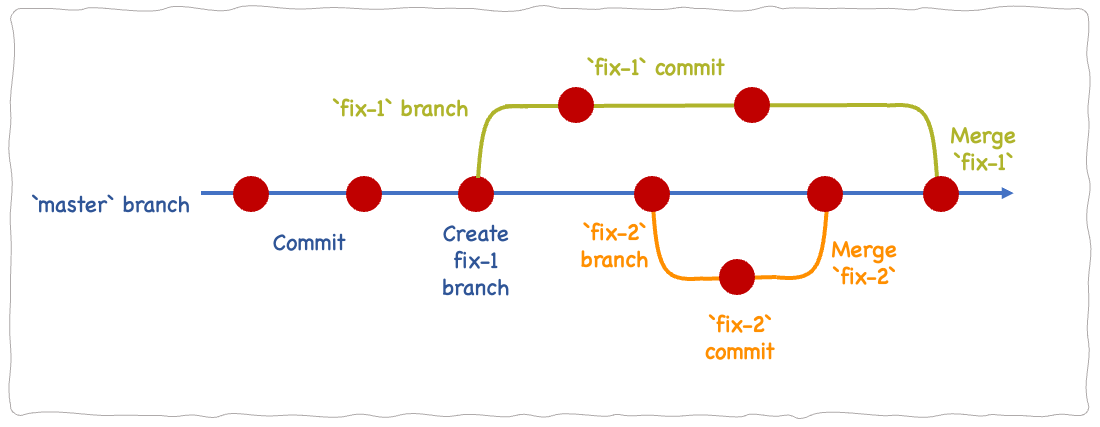 `fix-1` commit
`fix-1` branch
Merge
`fix-1`
`master` branch
Commit
Create
fix-1
branch
`fix-2`
branch
Merge
`fix-2`
`fix-2`
commit